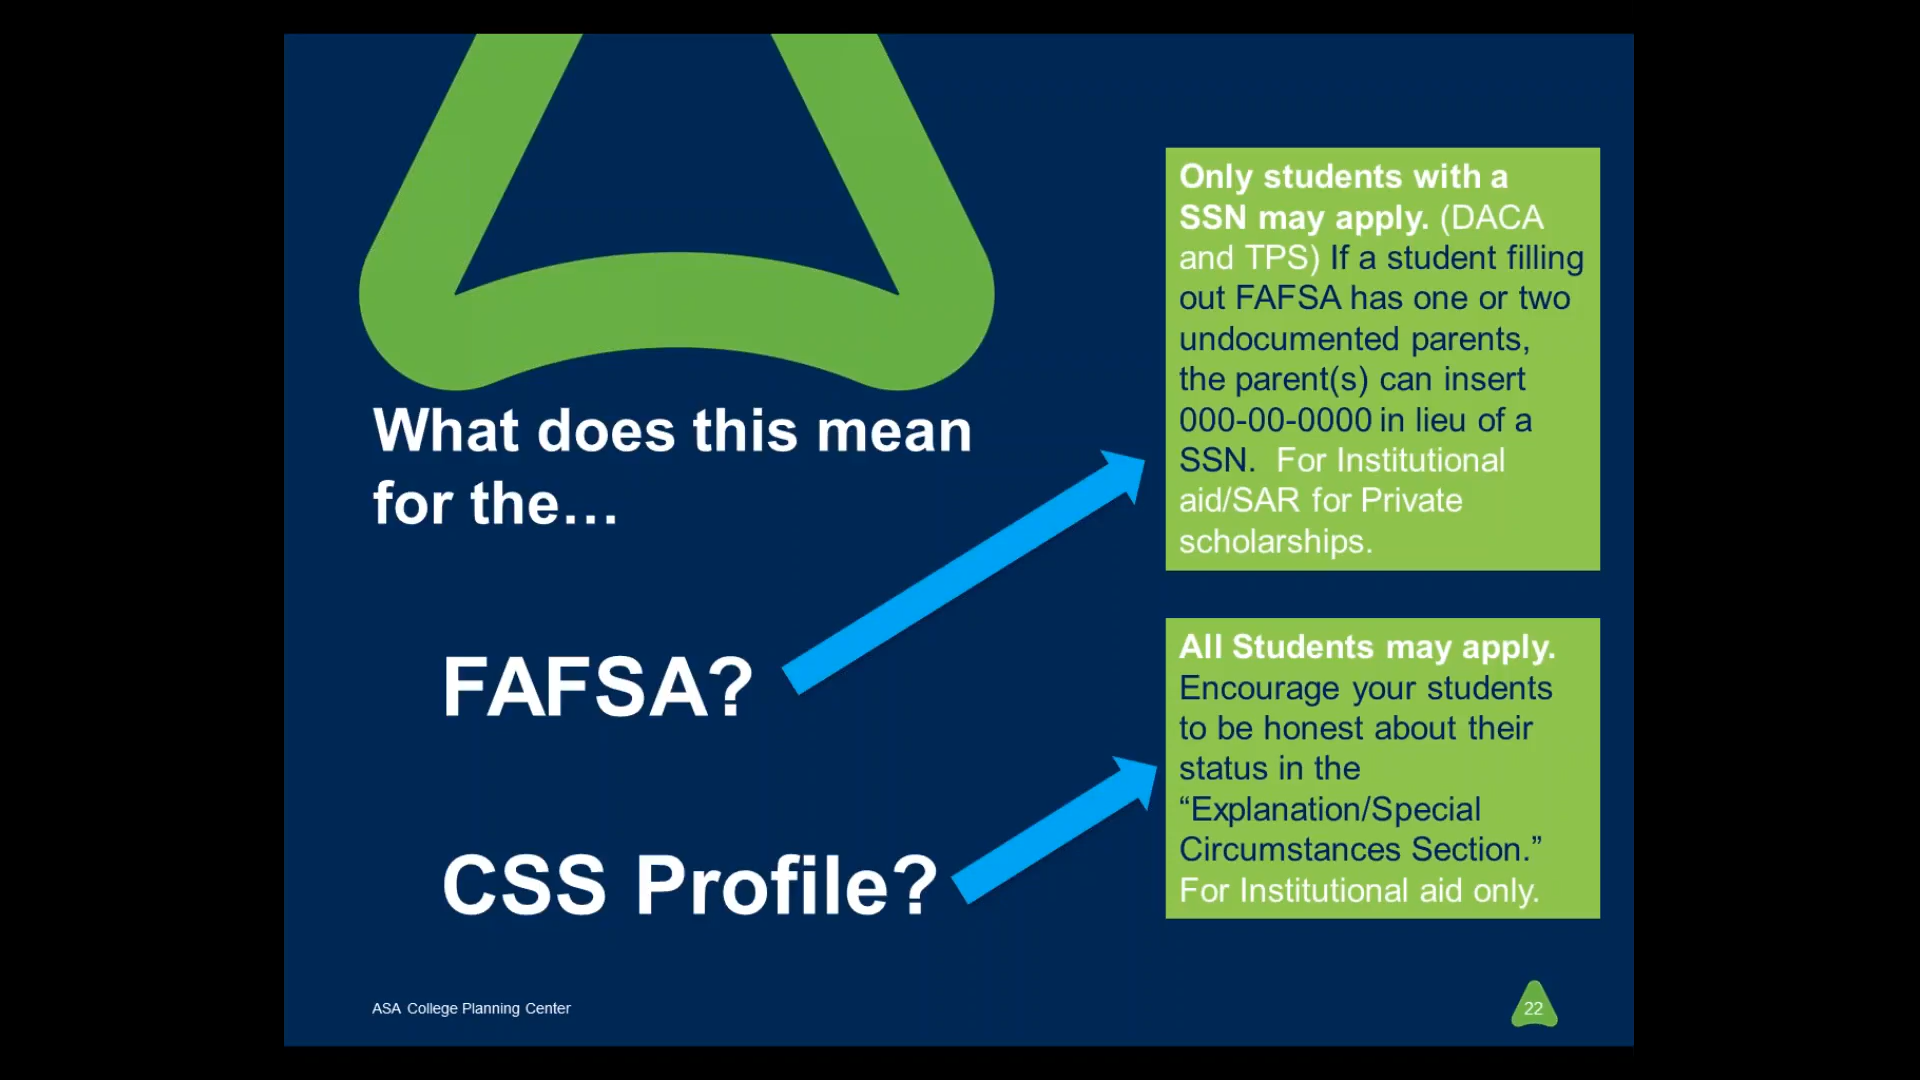 What does this mean
for the…
FAFSA?
CSS Profile?
Only students with a
SSN may apply. (DACA
and TPS) If a student filling
out FAFSA has one or two
undocumented parents,
the parent(s) can insert
000-00-0000 in lieu of a
SSN. For Institutional
aid/SAR for Private
scholarships.
All Students may apply.
Encourage your students
to be honest about their
status in the
“Explanation/Special
Circumstances Section.”
For Institutional aid only.
ASA College Planning Center
22